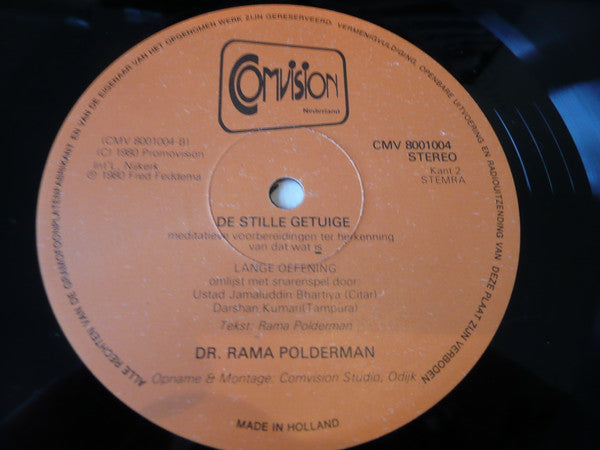 ALLE RECHTEN VAN DE GRAMOFOONPLATENFABRIKANT EN VAN DE EIGENAAR VAN HET OPGENOMEN WERK ZIJN GERESERVEERD. VERMENIGVULDIGING, OPENBARE UITVOERING EN RADIOUITZENDING VAN DEZE PLAAT ZIJN VERBODEN
Comvision
Nederland
(CMV 8001004-B)
(C) 1980 Promovision
Int'L. Nijkerk
℗ 1980 Fred Feddema
CMV 8001004
STEREO
Kant 2
STEMRA
DE STILLE GETUIGE
meditatieve voorbereidingen ter herkenning
van dat wat is
LANGE OEFENING
omlijst met snarenspel door
Ustad Jamaluddin Bhartiya (Citar)
Darshan Kumari (Tampura)
Tekst: Rama Polderman
DR. RAMA POLDERMAN
Opname & Montage: Comvision Studio, Odijk
MADE IN HOLLAND